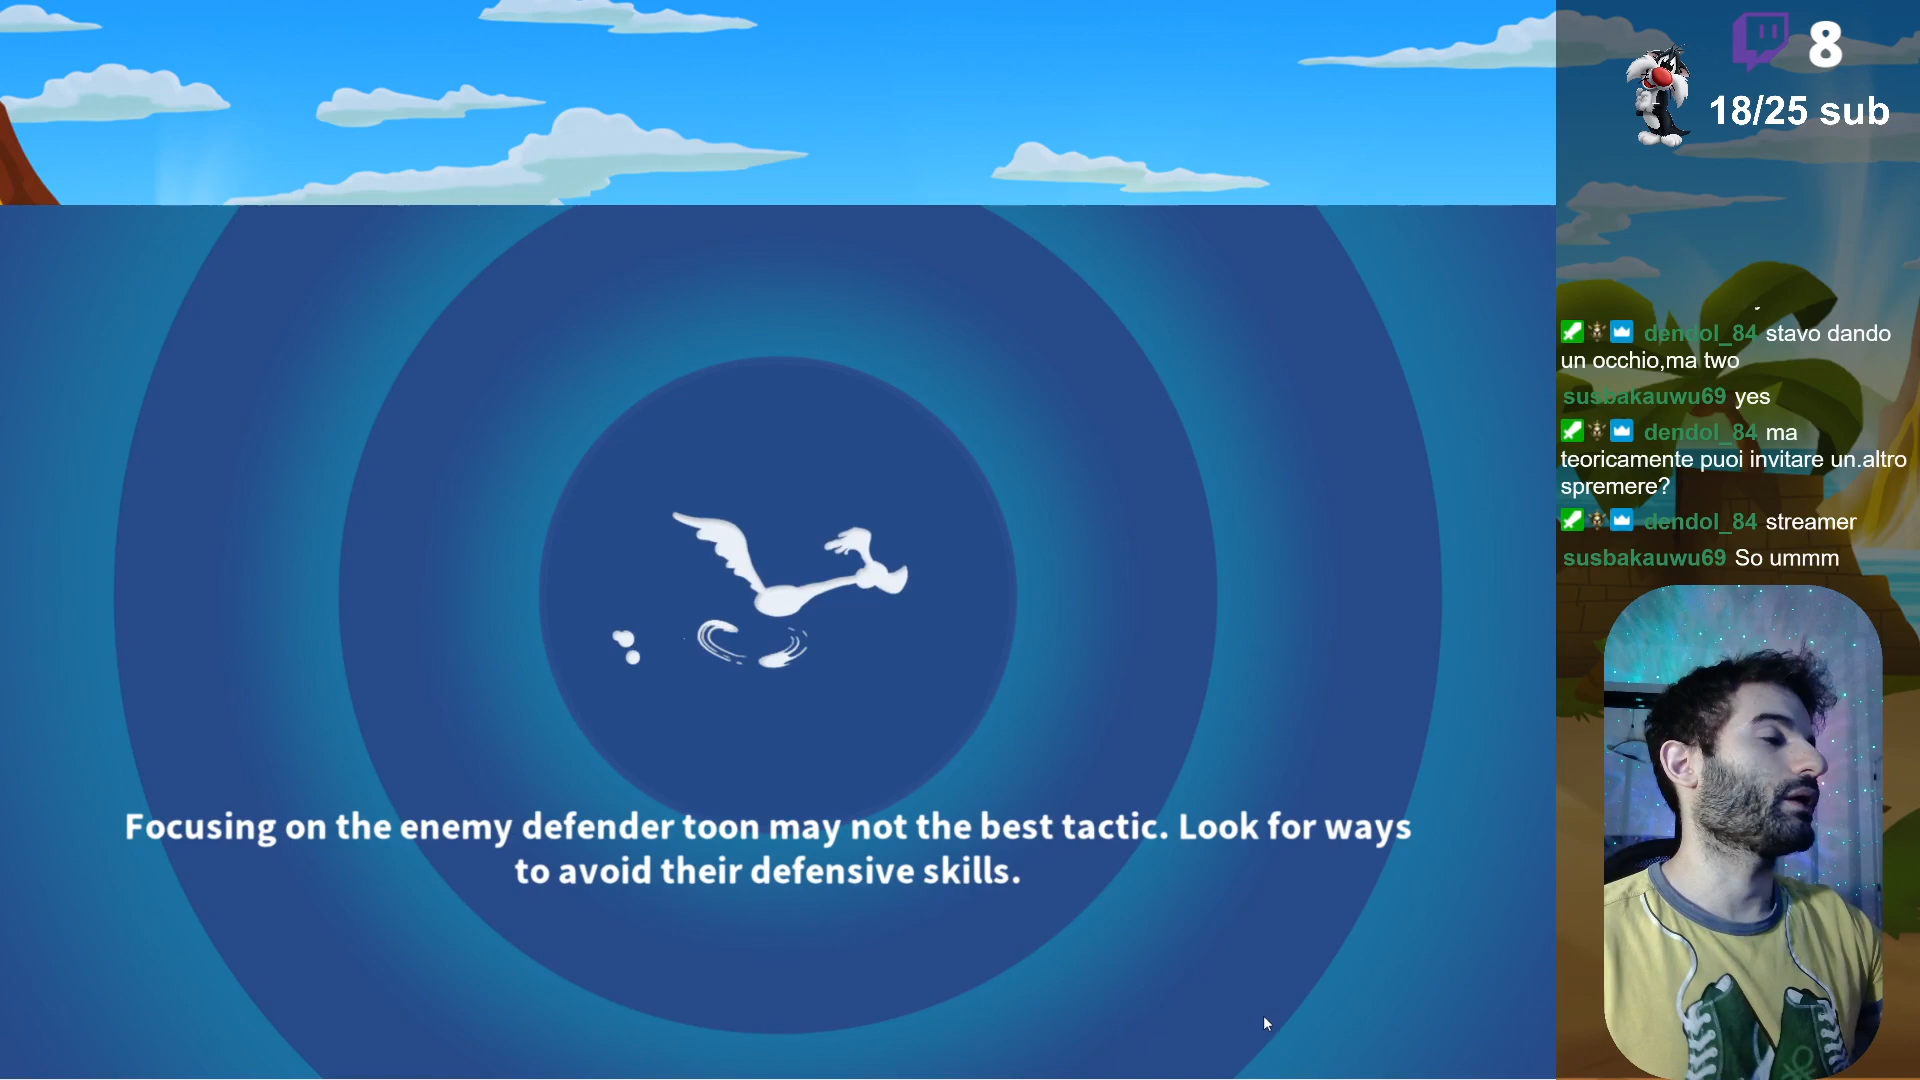 8
18/25 sub
dendol_84 stavo dando
un occhio,ma two
susbakauwu69 yes
dendol_84 ma
teoricamente puoi invitare un.altro
spremere?
dendol_84 streamer
susbakauwu69 So ummm
Focusing on the enemy defender toon may not the best tactic. Look for ways
to avoid their defensive skills.